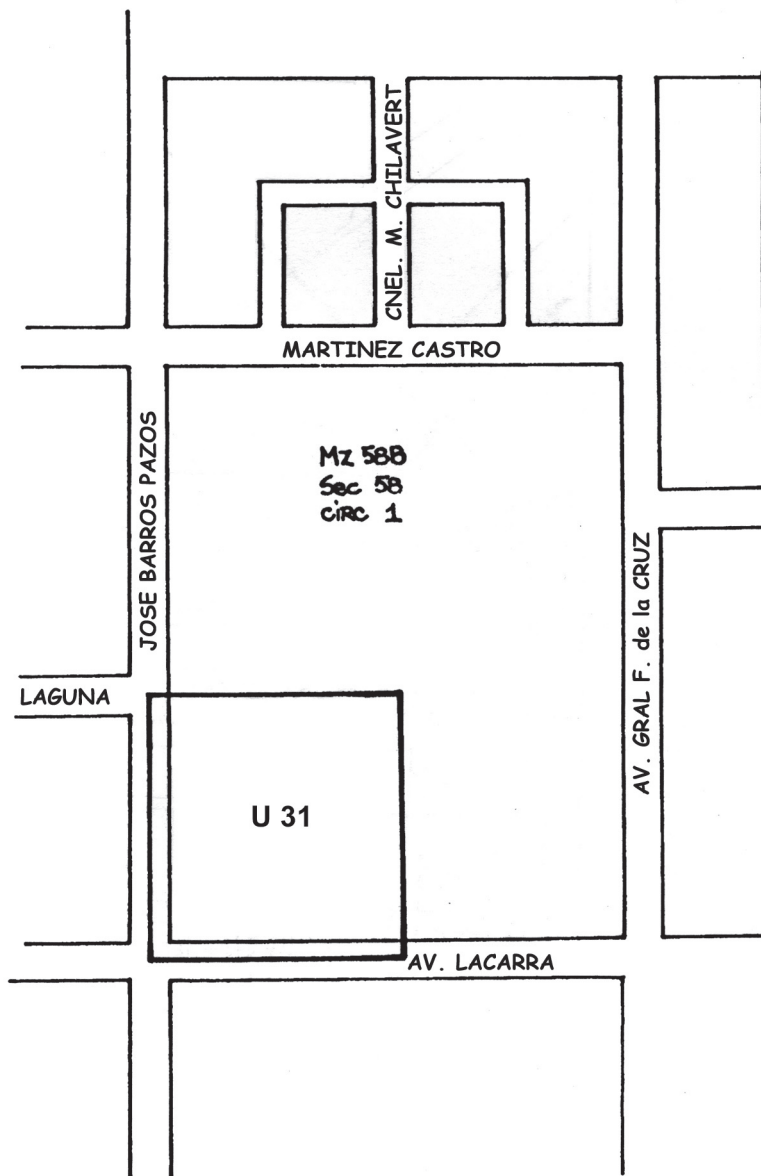 CNEL. M. CHILAVERT
MARTINEZ CASTRO
JOSE BARROS PAZOS
Mz 58B
Sec 58
CiRC 1
AV. GRAL F. de la CRUZ
LAGUNA
U 31
AV. LACARRA